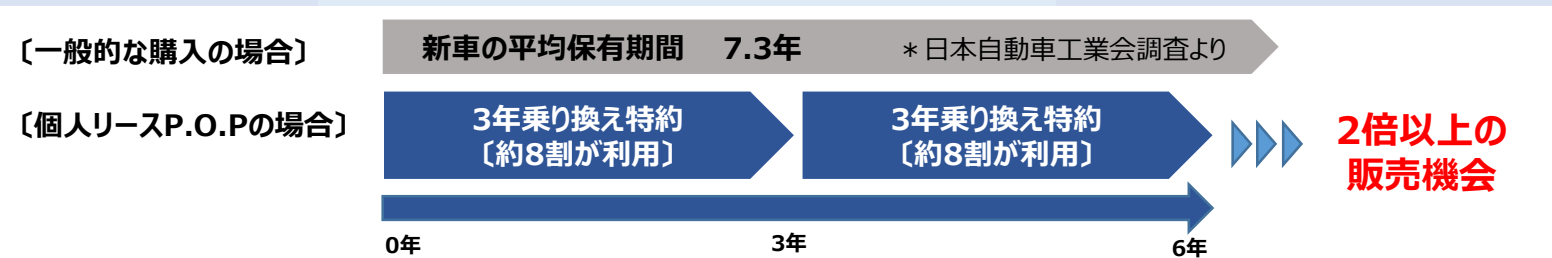 〔一般的な購入の場合〕
新車の平均保有期間 7.3年 ＊日本自動車工業会調査より
〔個人リースP.O.Pの場合〕
3年乗り換え特約
〔約8割が利用〕
3年乗り換え特約
〔約8割が利用〕
2倍以上の
販売機会
0年 3年 6年